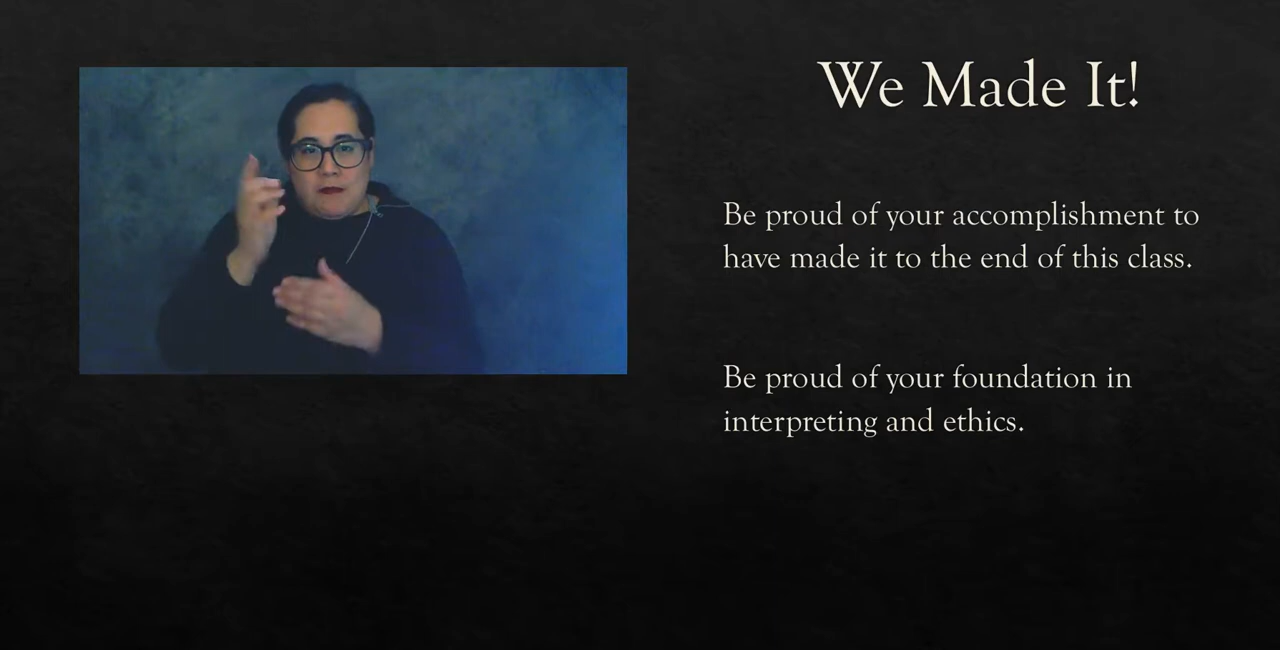 We Made It!
Be proud of your accomplishment to
have made it to the end of this class.
Be proud of your foundation in
interpreting and ethics.